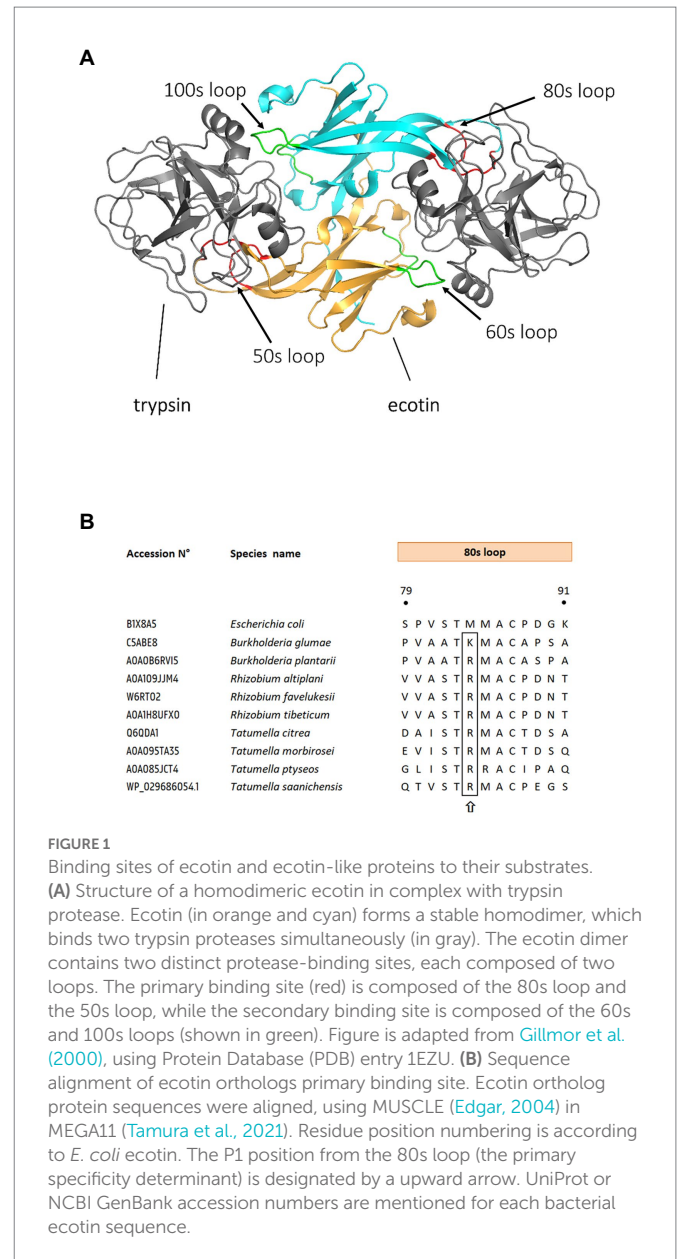 A
100s loop
80s loop
50s loop
60s loop
trypsin
ecotin
B
Accession N° Species name 80s loop
79 91
B1X8A5 Escherichia coli S P V S T M M A C P D G K
C5ABE8 Burkholderia glumae P V A A T K M A C A P S A
A0A0B6RVI5 Burkholderia plantarii P V A A T R M A C A S P A
A0A109JJM4 Rhizobium altiplani V V A S T R M A C P D N T
W6RT02 Rhizobium favelukesii V V A S T R M A C P D N T
A0A1H8UFX0 Rhizobium tibeticum V V A S T R M A C P D N T
Q6QDA1 Tatumella citrea D A I S T R M A C T D S A
A0A095TA35 Tatumella morbirosei E V I S T R M A C T D S Q
A0A085JCT4 Tatumella ptyseos G L I S T R R A C I P A Q
WP_029686054.1 Tatumella saanichensis Q T V S T R M A C P E G S
FIGURE 1
Binding sites of ecotin and ecotin-like proteins to their substrates.
(A) Structure of a homodimeric ecotin in complex with trypsin
protease. Ecotin (in orange and cyan) forms a stable homodimer, which
binds two trypsin proteases simultaneously (in gray). The ecotin dimer
contains two distinct protease-binding sites, each composed of two
loops. The primary binding site (red) is composed of the 80s loop and
the 50s loop, while the secondary binding site is composed of the 60s
and 100s loops (shown in green). Figure is adapted from Gillmor et al.
(2000), using Protein Database (PDB) entry 1EZU. (B) Sequence
alignment of ecotin orthologs primary binding site. Ecotin ortholog
protein sequences were aligned, using MUSCLE (Edgar, 2004) in
MEGA11 (Tamura et al., 2021). Residue position numbering is according
to E. coli ecotin. The P1 position from the 80s loop (the primary
specificity determinant) is designated by a upward arrow. UniProt or
NCBI GenBank accession numbers are mentioned for each bacterial
ecotin sequence.